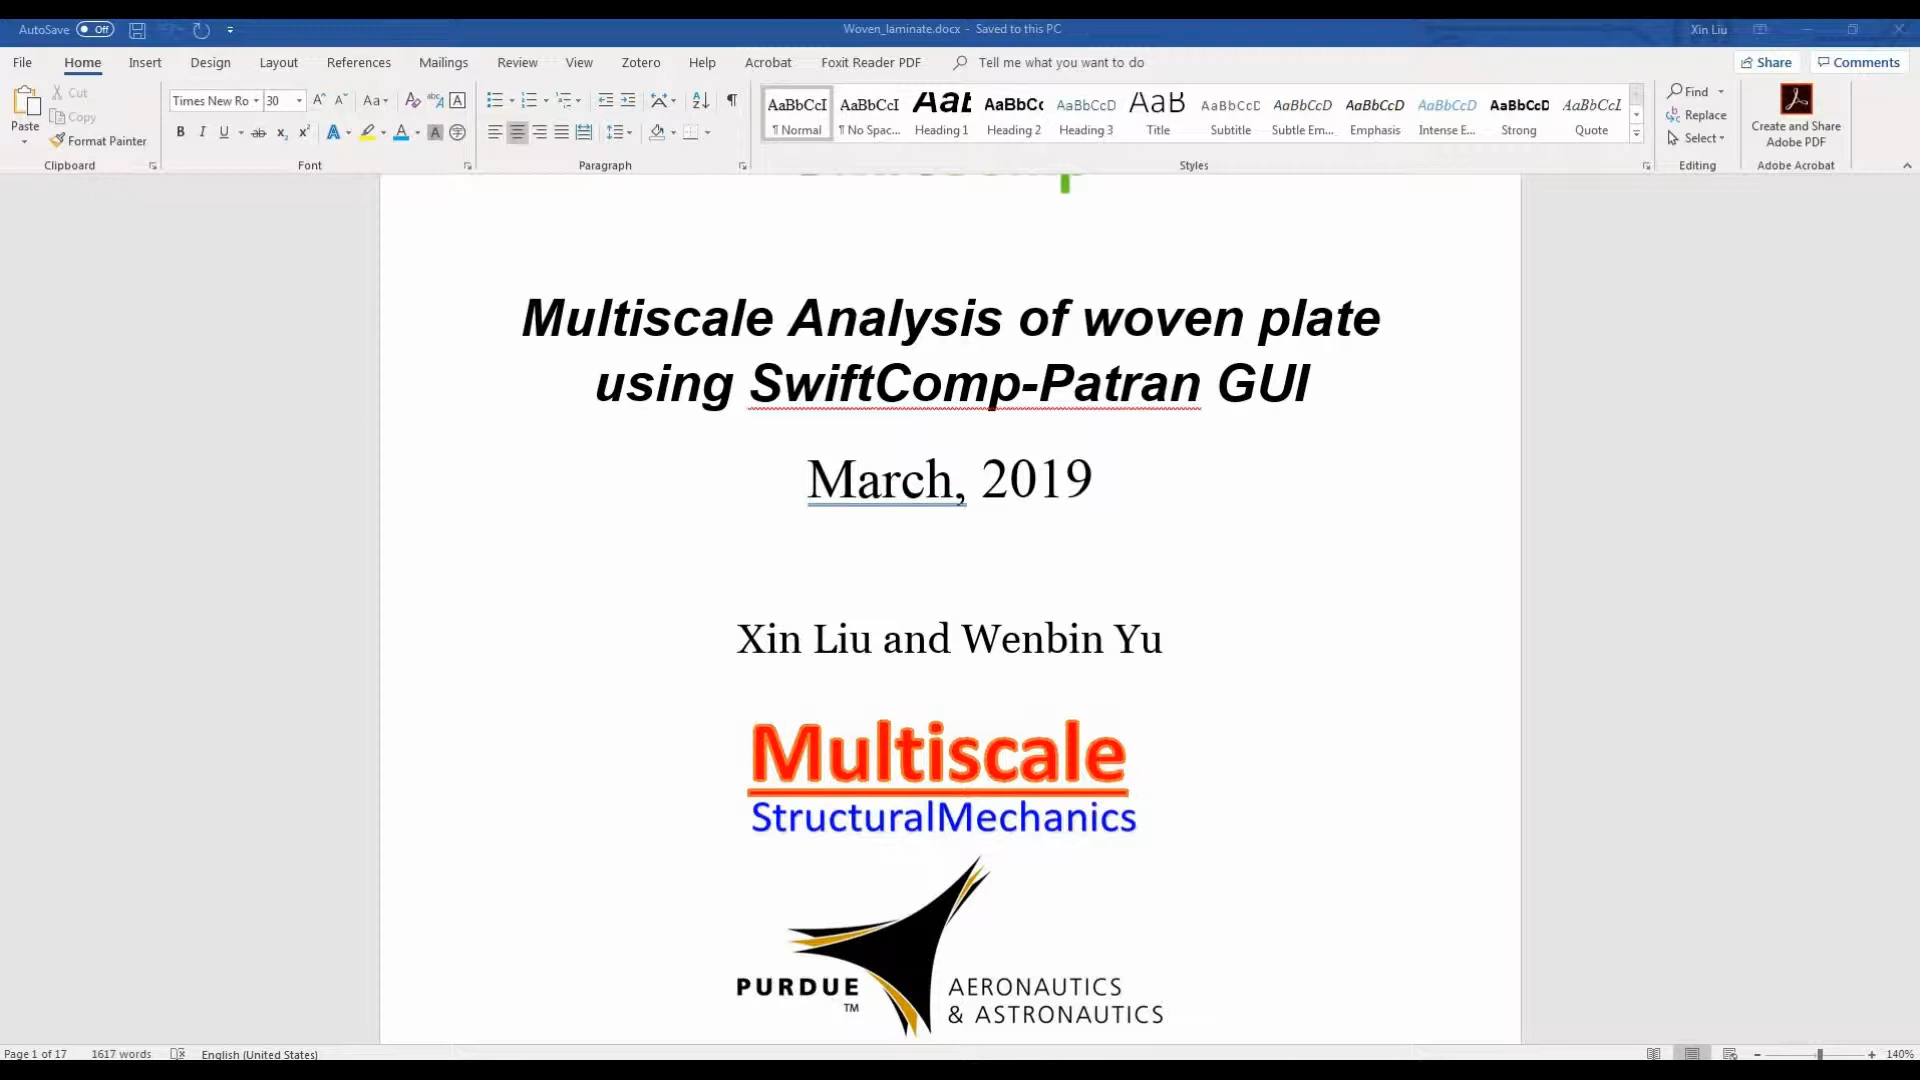 AutoSave Off
Woven_laminate.docx - Saved to this PC
Xin Liu
File Home Insert Design Layout References Mailings Review View Zotero Help Acrobat Foxit Reader PDF Tell me what you want to do Share Comments
Paste
Cut
Copy
Format Painter
Clipboard
Times New Ro 30
Font
Paragraph
AaBbCcI AaBbCcI AaB AaBbCc AaBbCcD AaB AaBbCcD AaBbCcD AaBbCcD AaBbCcD AaBbCcD AaBbCcL
¶ Normal ¶ No Spac... Heading 1 Heading 2 Heading 3 Title Subtitle Subtle Em... Emphasis Intense E... Strong Quote
Styles
Find
Replace
Select
Editing
Create and Share
Adobe PDF
Adobe Acrobat
Multiscale Analysis of woven plate
using SwiftComp-Patran GUI
March, 2019
Xin Liu and Wenbin Yu
Multiscale
StructuralMechanics
PURDUE
TM
AERONAUTICS
& ASTRONAUTICS
Page 1 of 17 1617 words English (United States) 140%